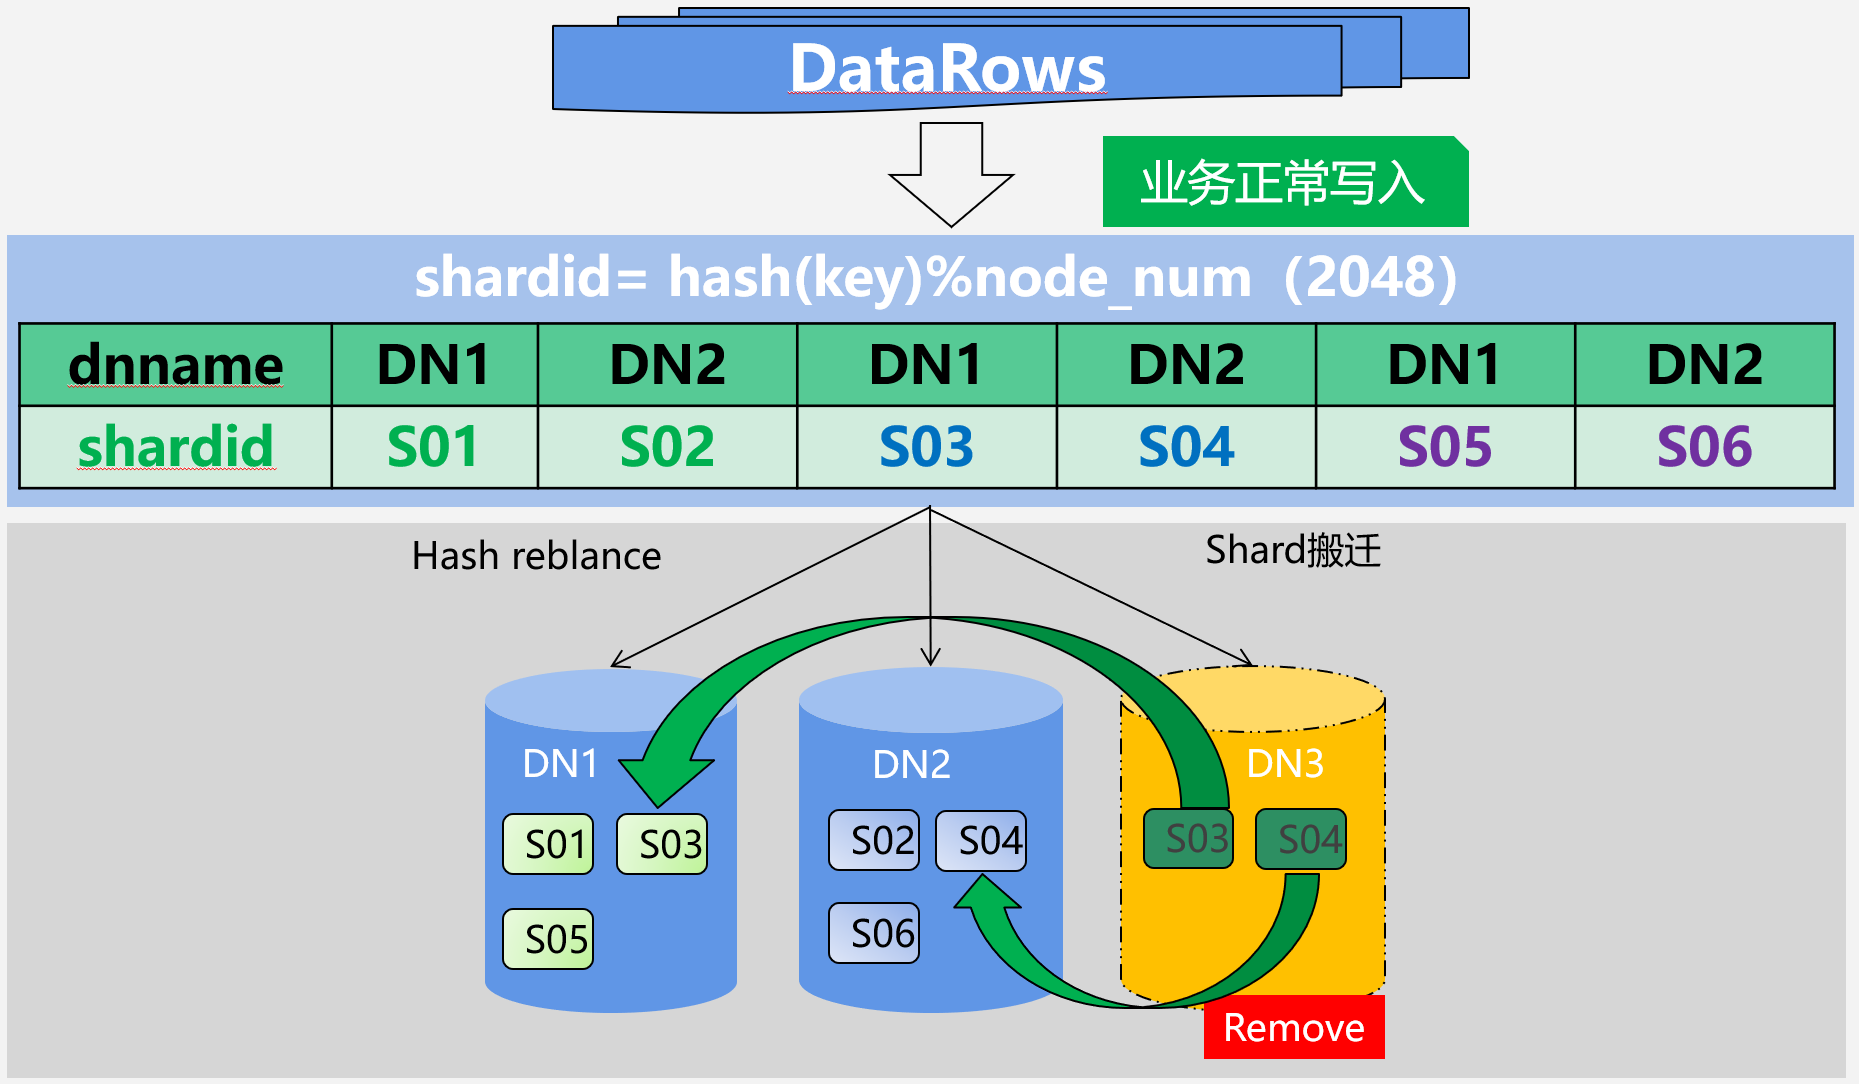 DataRows
业务正常写入
shardid= hash(key)%node_num（2048）
dnname DN1 DN2 DN1 DN2 DN1 DN2
shardid S01 S02 S03 S04 S05 S06
Hash reblance
Shard搬迁
DN1
S01 S03
S05
DN2
S02 S04
S06
DN3
S03 S04
Remove